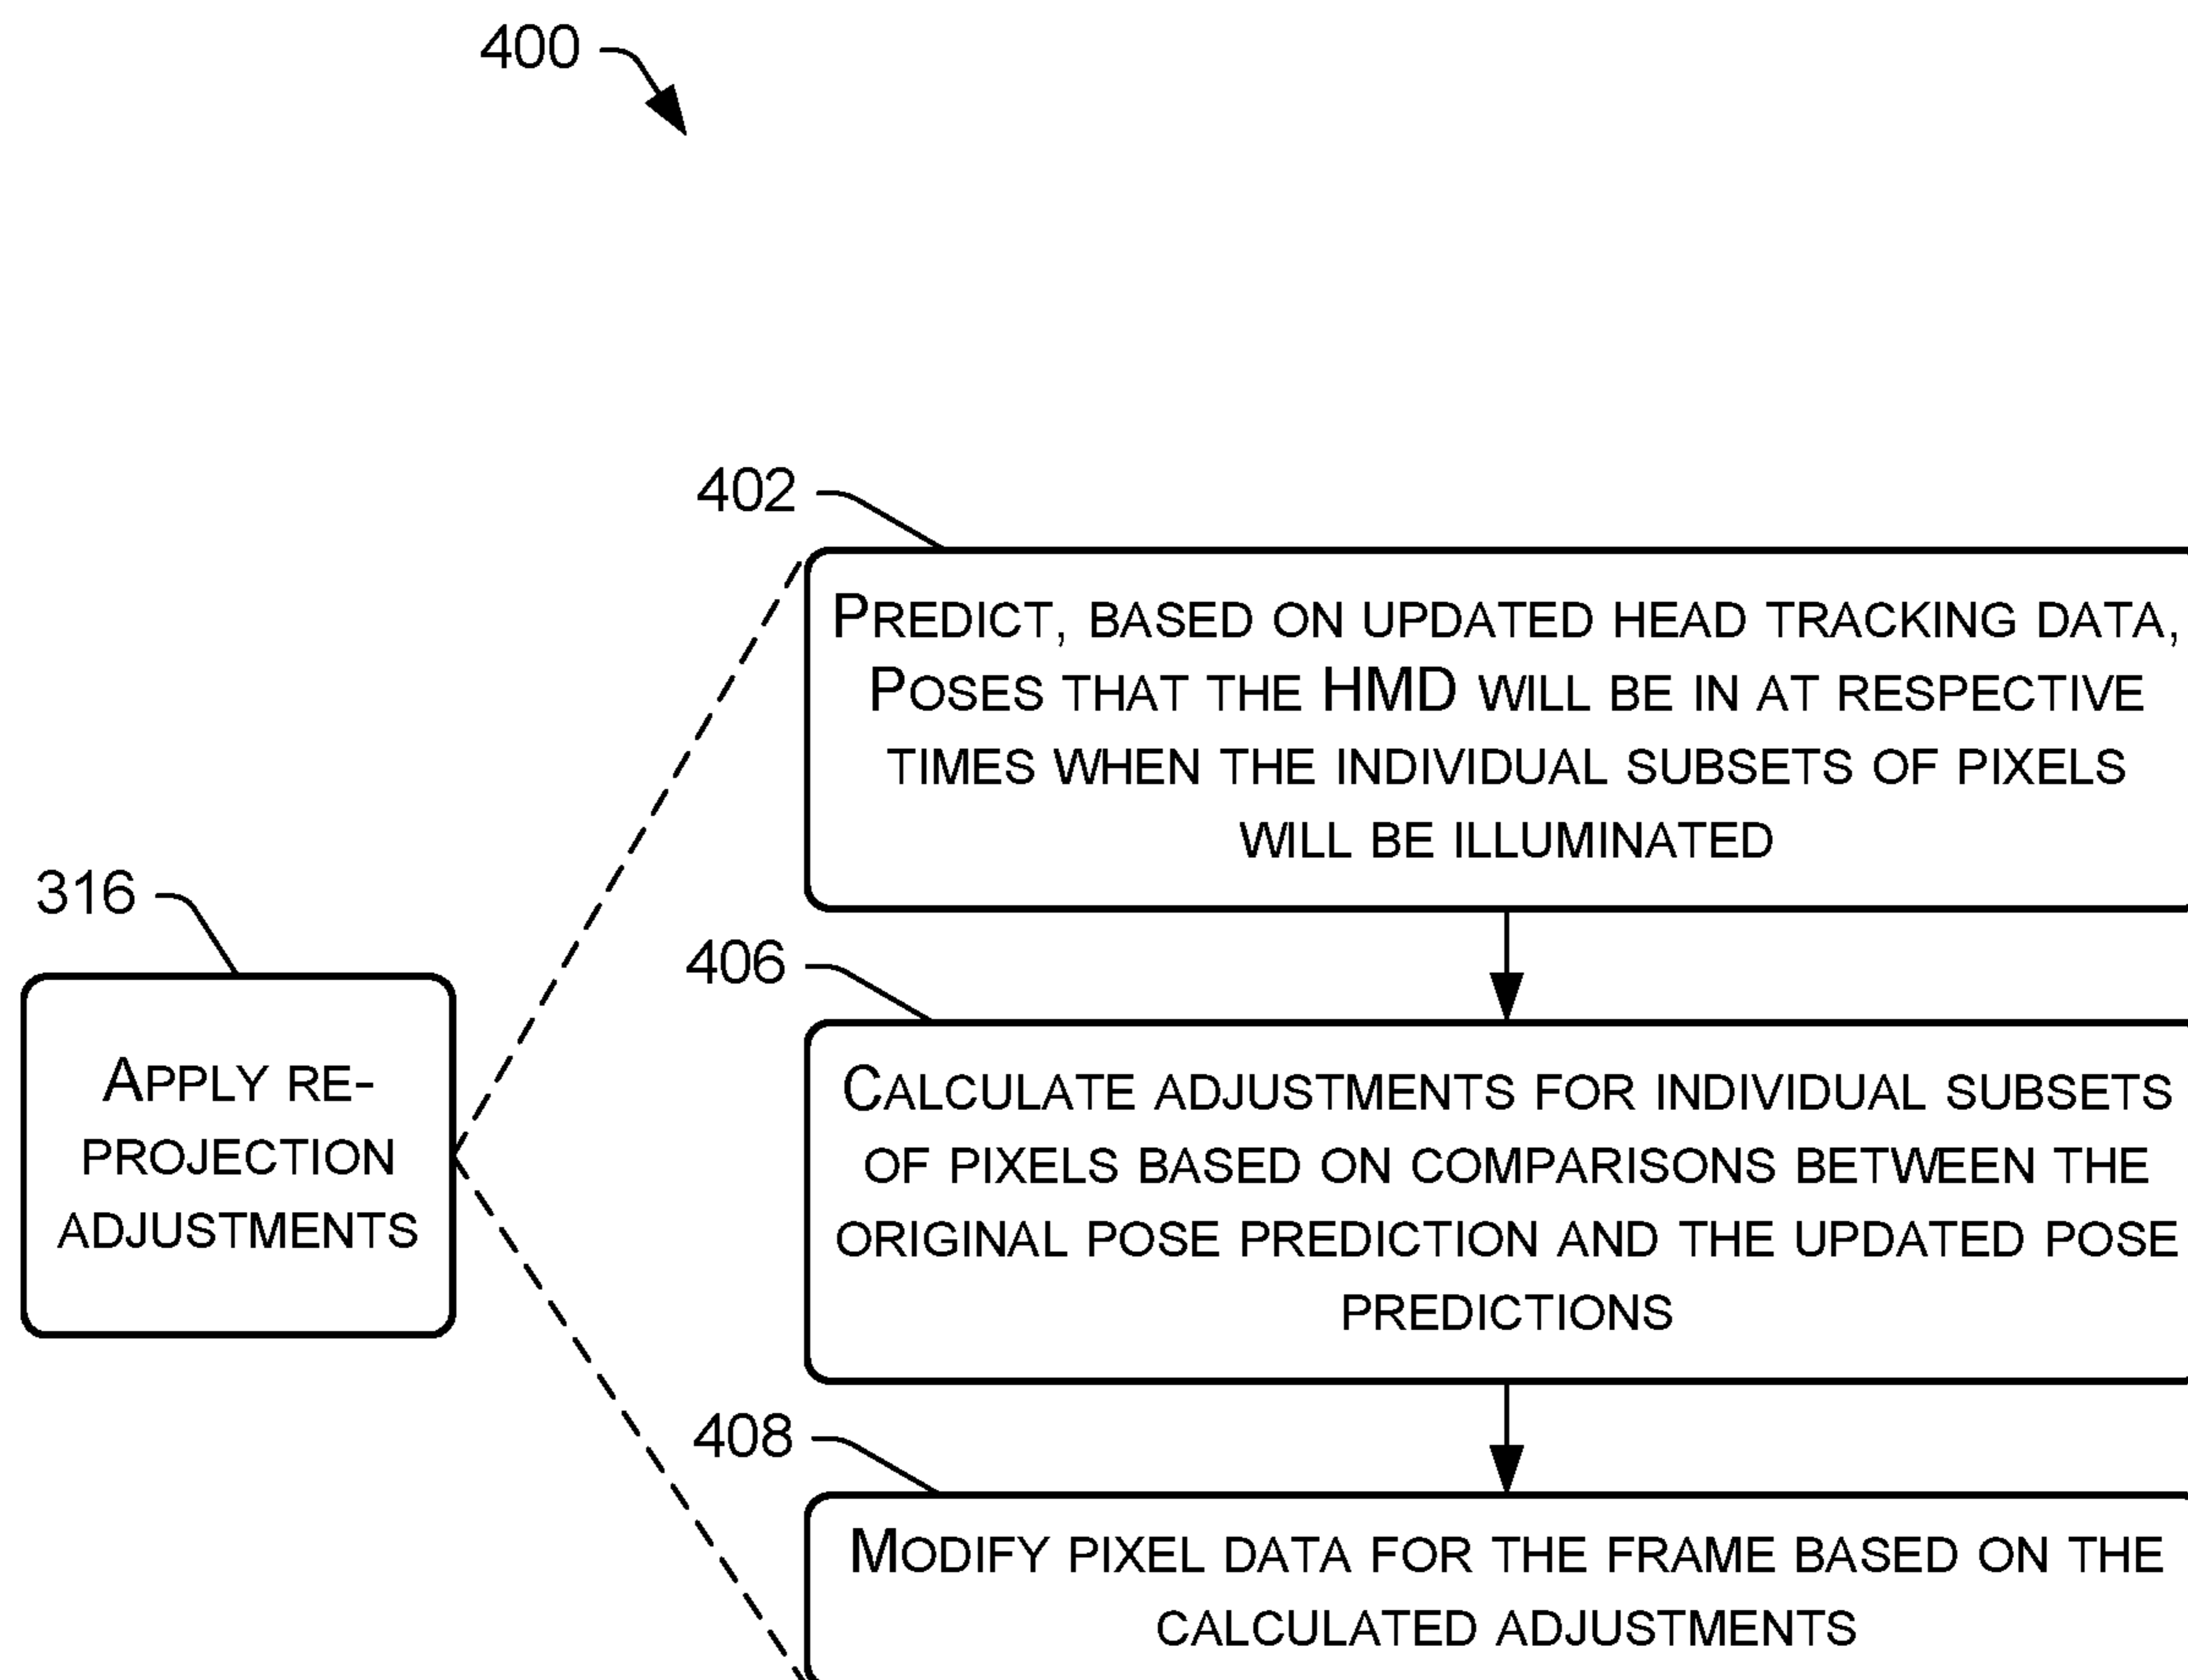 400
402
PREDICT, BASED ON UPDATED HEAD TRACKING DATA,
POSES THAT THE HMD WILL BE IN AT RESPECTIVE
TIMES WHEN THE INDIVIDUAL SUBSETS OF PIXELS
WILL BE ILLUMINATED
316
APPLY RE-
PROJECTION
ADJUSTMENTS
406
CALCULATE ADJUSTMENTS FOR INDIVIDUAL SUBSETS
OF PIXELS BASED ON COMPARISONS BETWEEN THE
ORIGINAL POSE PREDICTION AND THE UPDATED POSE
PREDICTIONS
408
MODIFY PIXEL DATA FOR THE FRAME BASED ON THE
CALCULATED ADJUSTMENTS